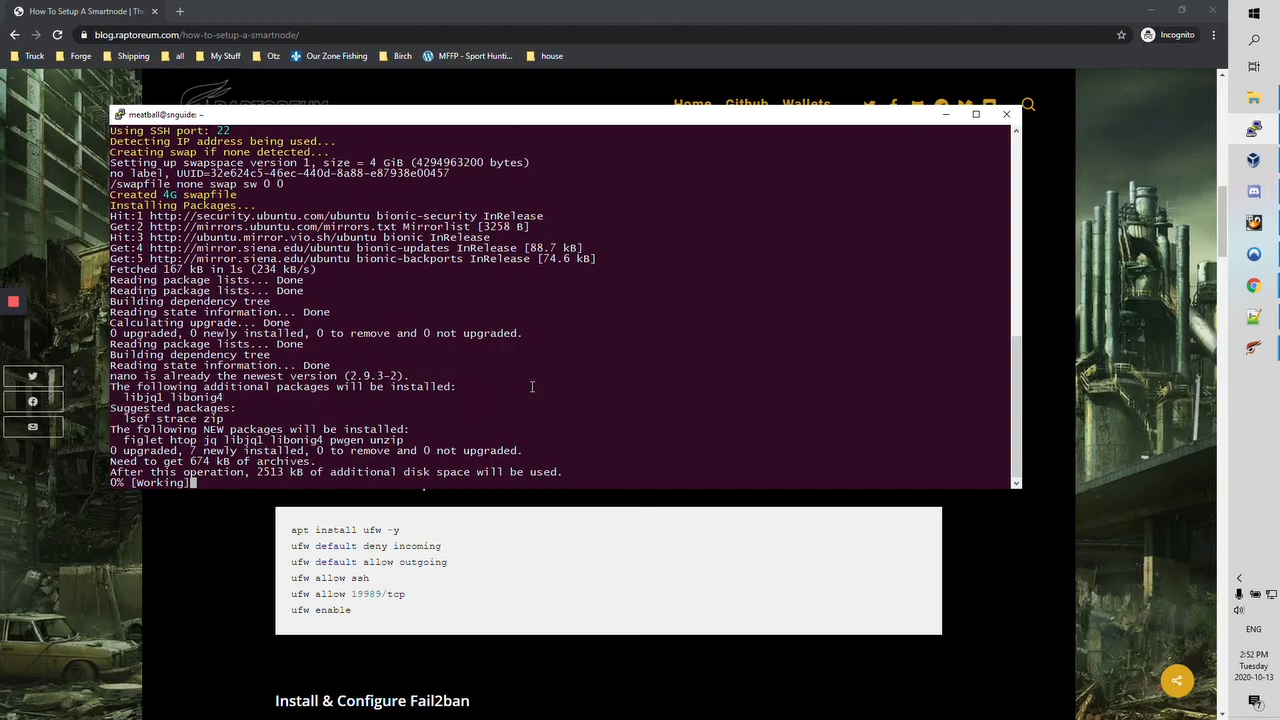 How To Setup A Smartnode | The
Incognito
blog.raptoreum.com/how-to-setup-a-smartnode/
Truck
Forge
Shipping
all
My Stuff
Otz
Our Zone Fishing
Birch
MFFP - Sport Hunti...
house
Home Github Wallets
meatball@snguide: ~
Using SSH port: 22
Detecting IP address being used...
Creating swap if none detected...
Setting up swapspace version 1, size = 4 GiB (4294963200 bytes)
no label, UUID=32e624c5-46ec-440d-8a88-e87938e00457
/swapfile none swap sw 0 0
Created 4G swapfile
Installing Packages...
Hit:1 http://security.ubuntu.com/ubuntu bionic-security InRelease
Get:2 http://mirrors.ubuntu.com/mirrors.txt Mirrorlist [3258 B]
Hit:3 http://ubuntu.mirror.vio.sh/ubuntu bionic InRelease
Get:4 http://mirror.siena.edu/ubuntu bionic-updates InRelease [88.7 kB]
Get:5 http://mirror.siena.edu/ubuntu bionic-backports InRelease [74.6 kB]
Fetched 167 kB in 1s (234 kB/s)
Reading package lists... Done
Reading package lists... Done
Building dependency tree
Reading state information... Done
Calculating upgrade... Done
0 upgraded, 0 newly installed, 0 to remove and 0 not upgraded.
Reading package lists... Done
Building dependency tree
Reading state information... Done
nano is already the newest version (2.9.3-2).
The following additional packages will be installed:
libjq1 libonig4
Suggested packages:
lsof strace zip
The following NEW packages will be installed:
figlet htop jq libjq1 libonig4 pwgen unzip
0 upgraded, 7 newly installed, 0 to remove and 0 not upgraded.
Need to get 674 kB of archives.
After this operation, 2513 kB of additional disk space will be used.
0% [Working]
apt install ufw -y
ufw default deny incoming
ufw default allow outgoing
ufw allow ssh
ufw allow 19989/tcp
ufw enable
Install & Configure Fail2ban
ENG
2:52 PM
Tuesday
2020-10-13
7